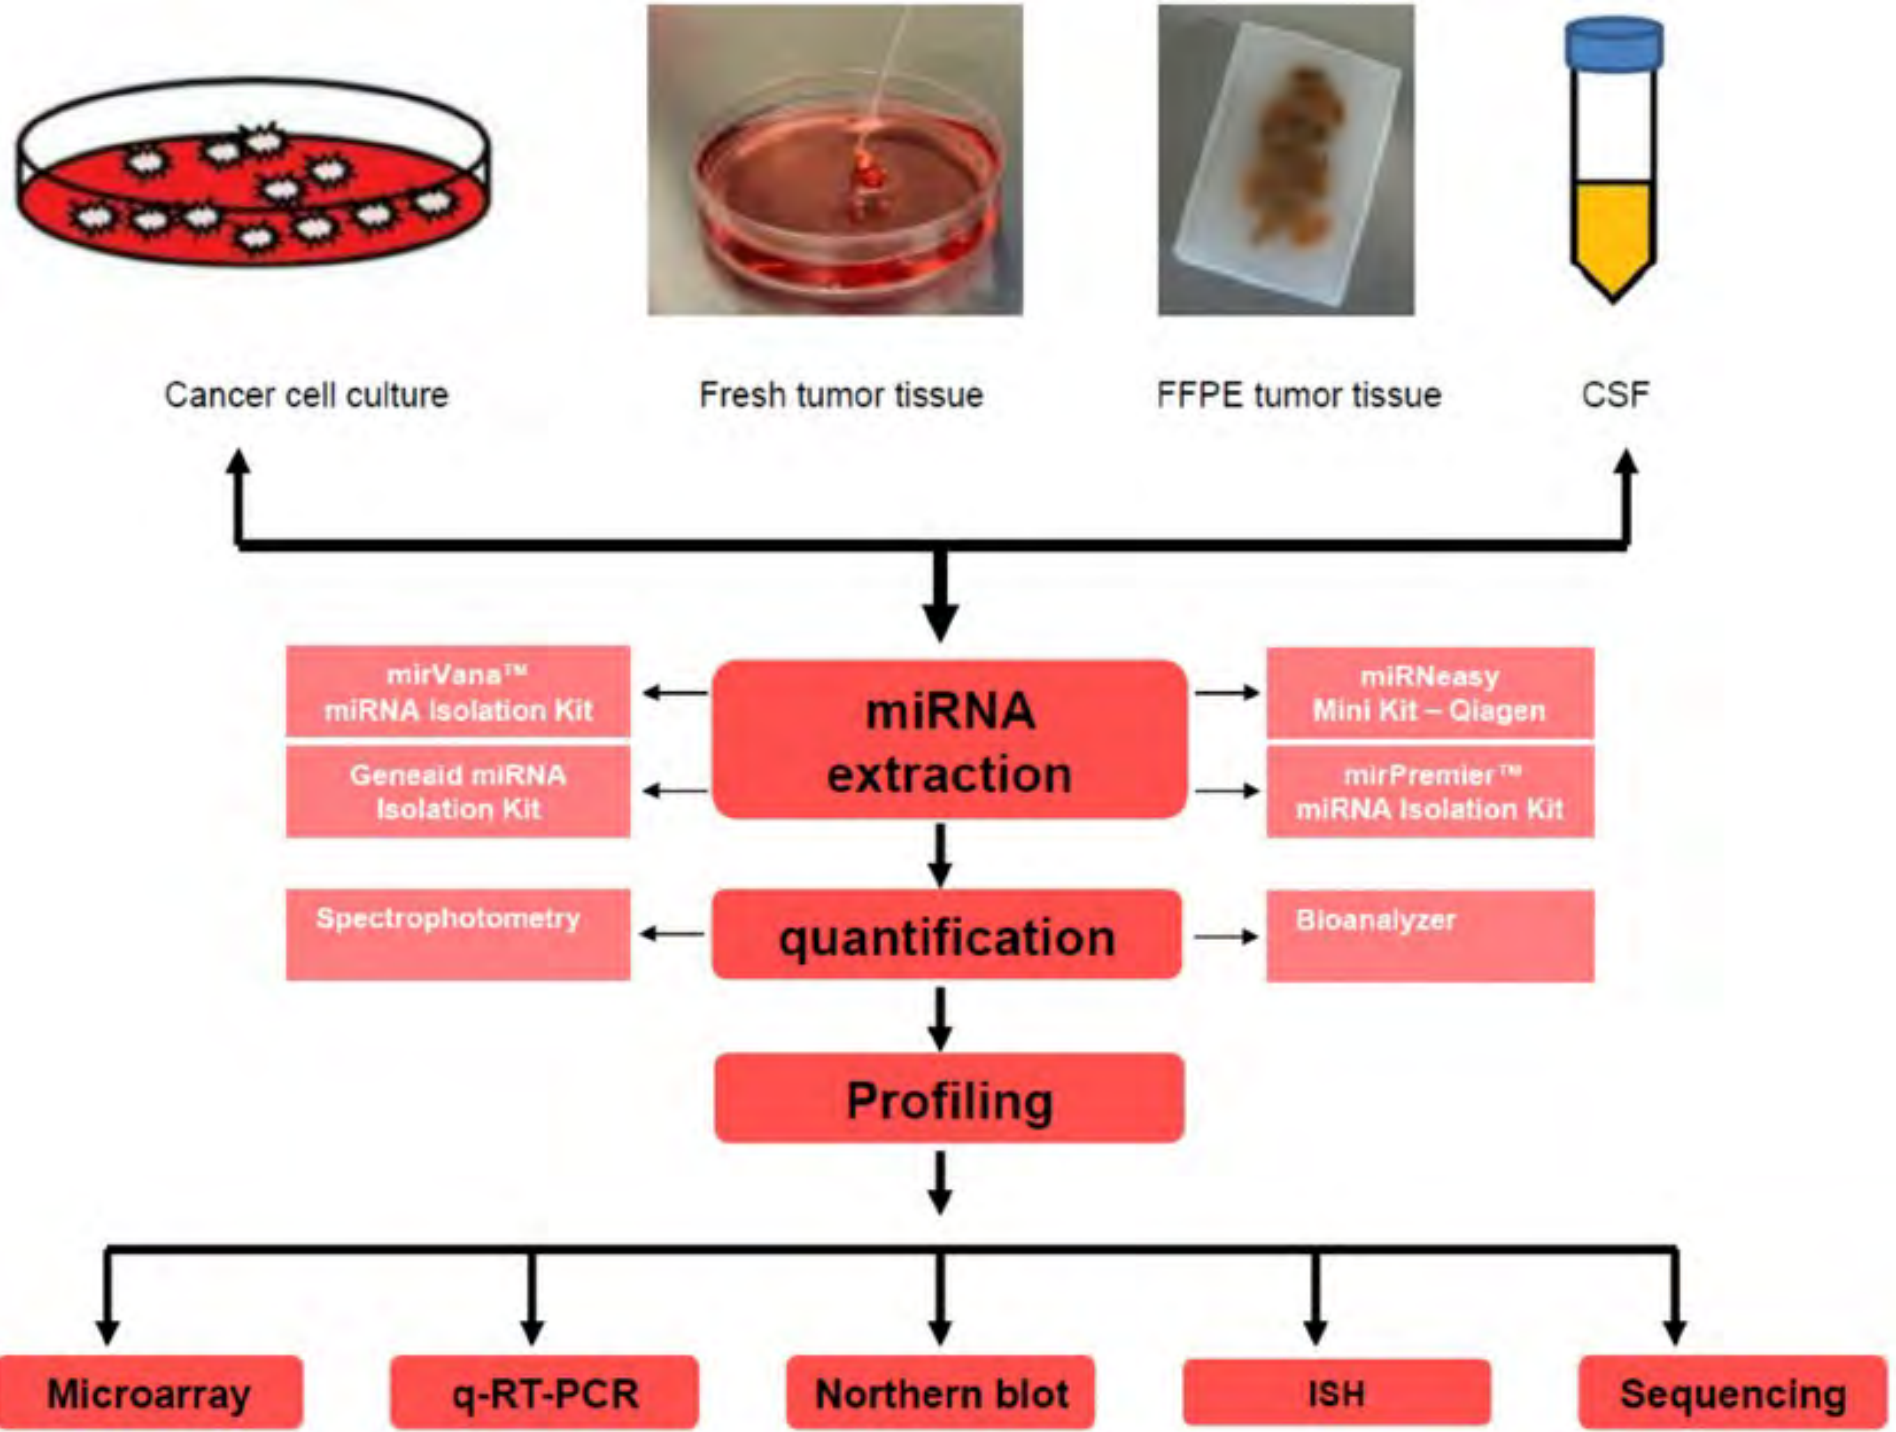 Cancer cell culture
Fresh tumor tissue
FFPE tumor tissue
CSF
mirVana™
miRNA Isolation Kit
Geneaid miRNA
Isolation Kit
miRNA
extraction
miRNeasy
Mini Kit – Qiagen
mirPremier™
miRNA Isolation Kit
Spectrophotometry
quantification
Bioanalyzer
Profiling
Microarray
q-RT-PCR
Northern blot
ISH
Sequencing